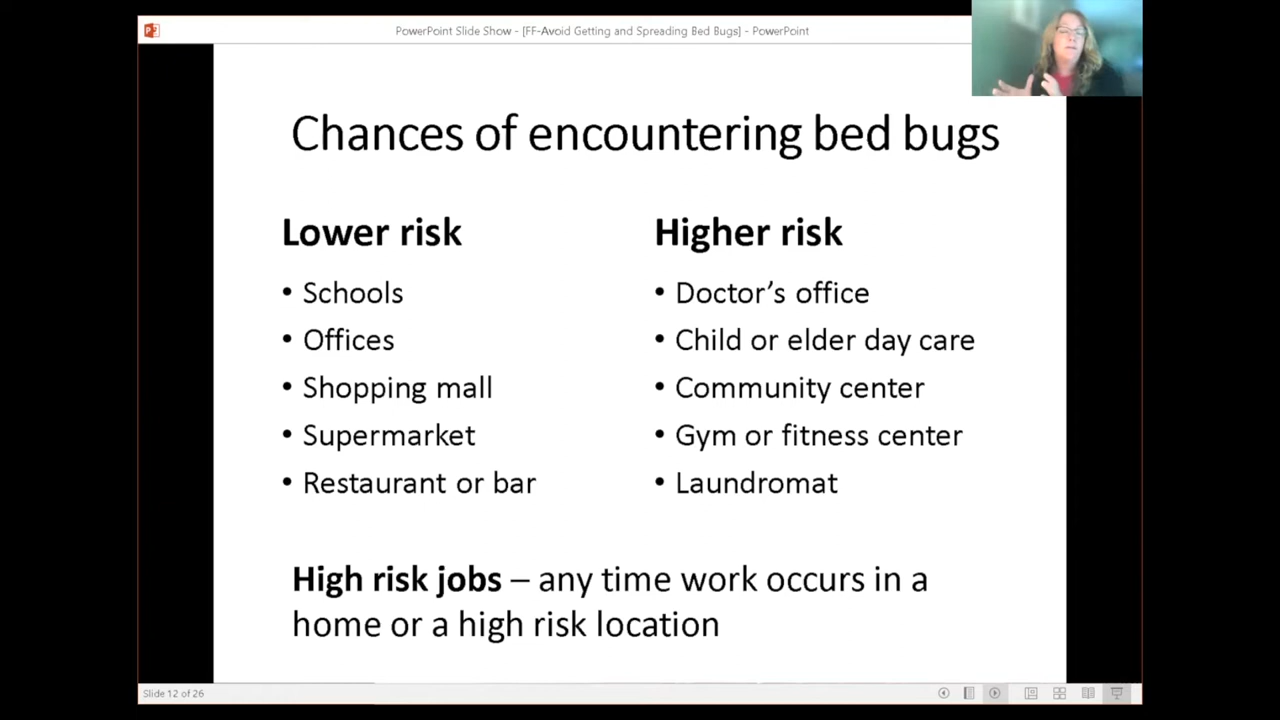 PowerPoint Slide Show - [FF-Avoid Getting and Spreading Bed Bugs] - PowerPoint
Chances of encountering bed bugs
Lower risk
• Schools
• Offices
• Shopping mall
• Supermarket
• Restaurant or bar
Higher risk
• Doctor’s office
• Child or elder day care
• Community center
• Gym or fitness center
• Laundromat
High risk jobs – any time work occurs in a
home or a high risk location
Slide 12 of 26